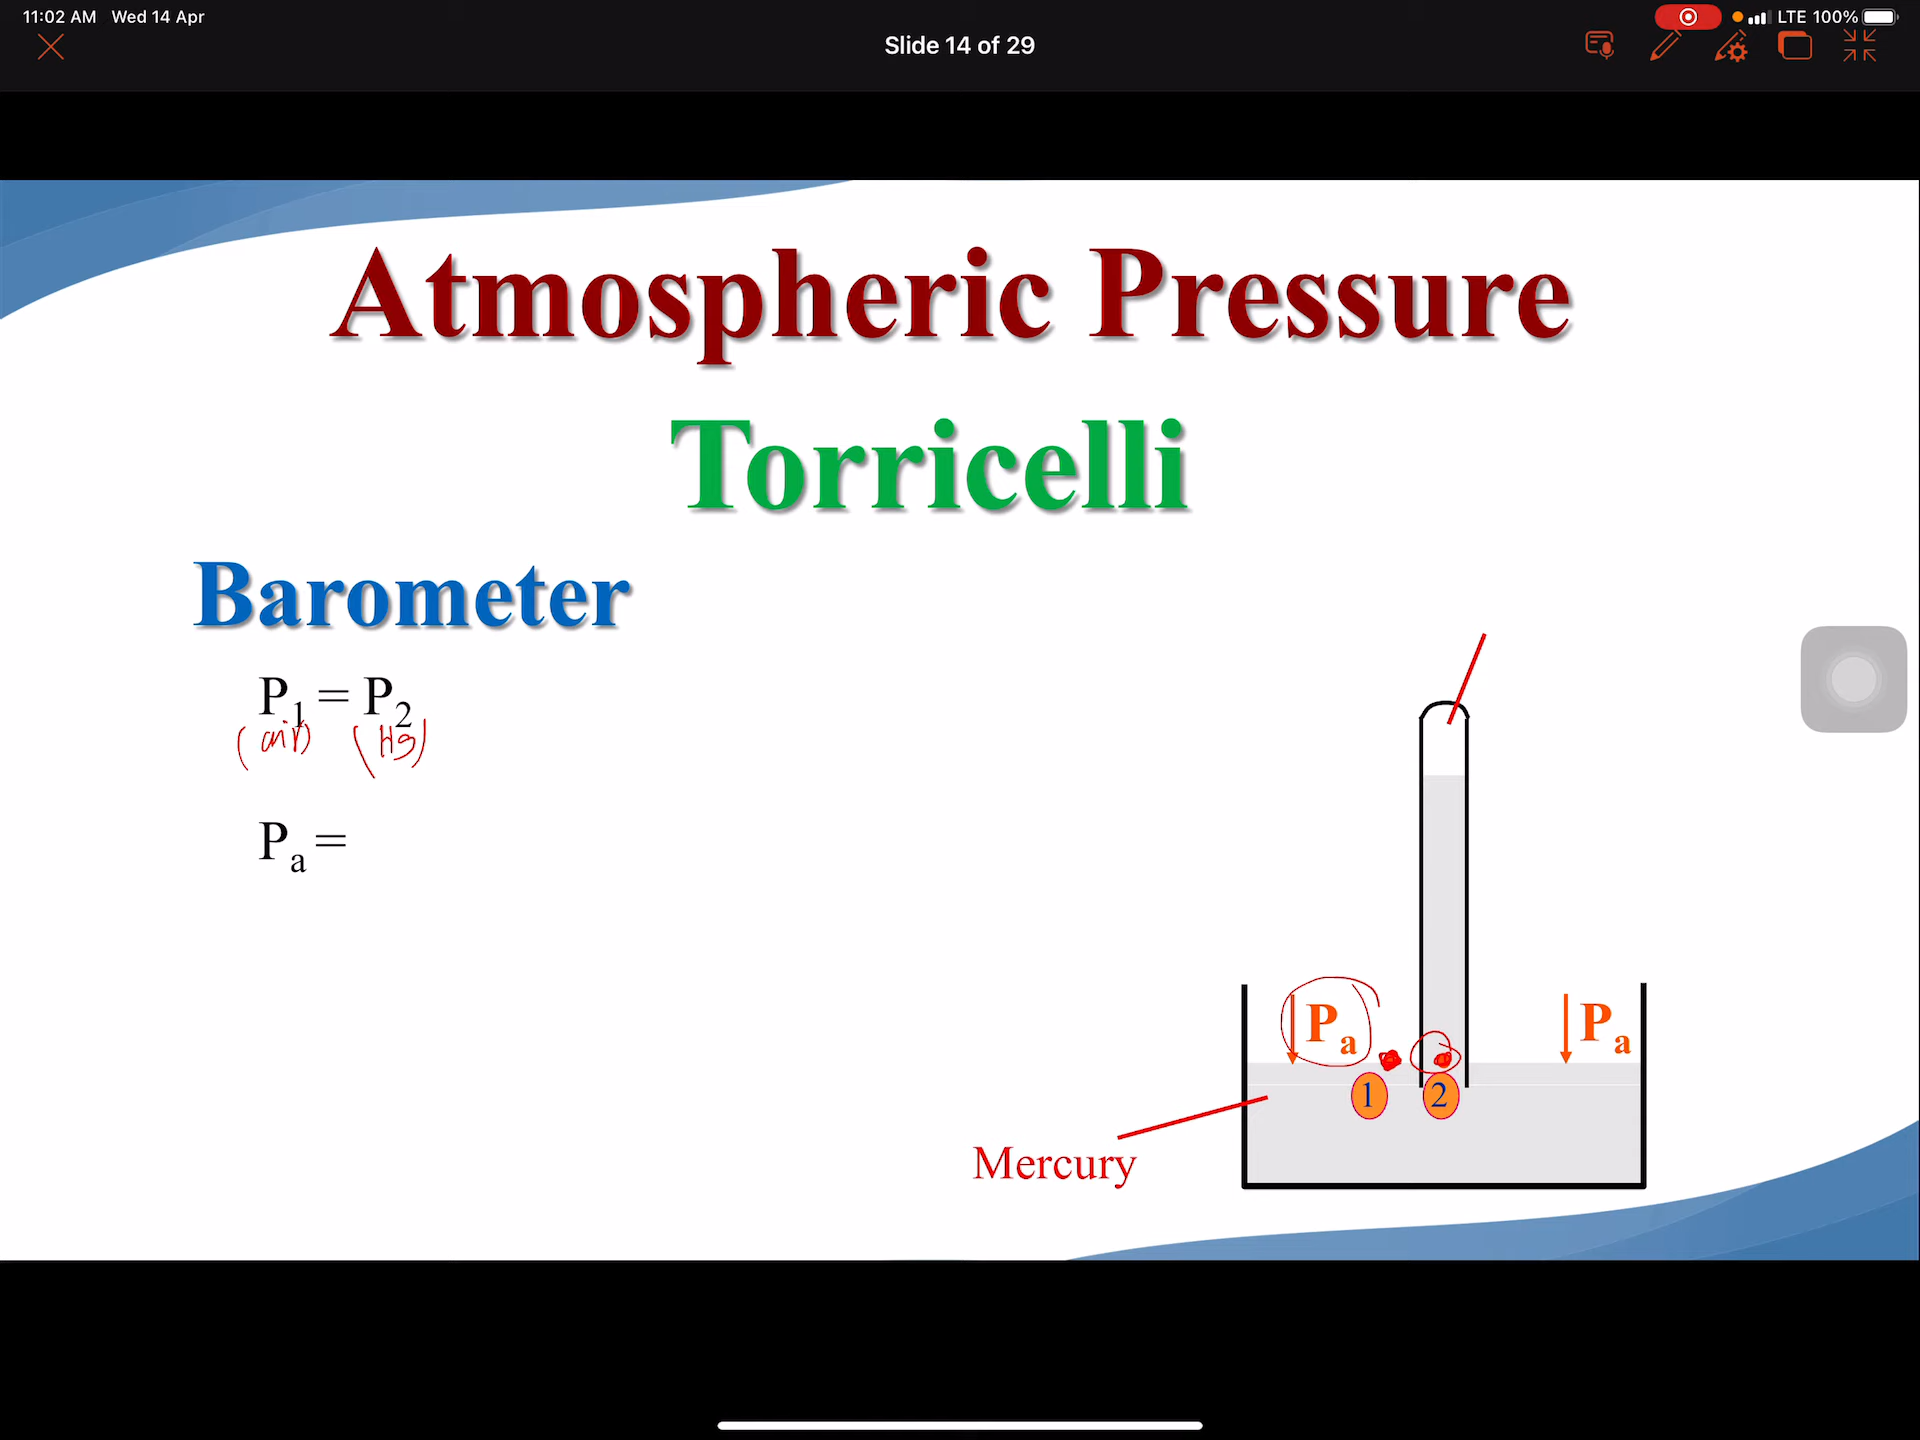 11:02 AM Wed 14 Apr
LTE 100%
Slide 14 of 29
Atmospheric Pressure
Torricelli
Barometer
P₁ = P₂
(air) (Hg)
Pₐ =
Pₐ Pₐ
1 2
Mercury